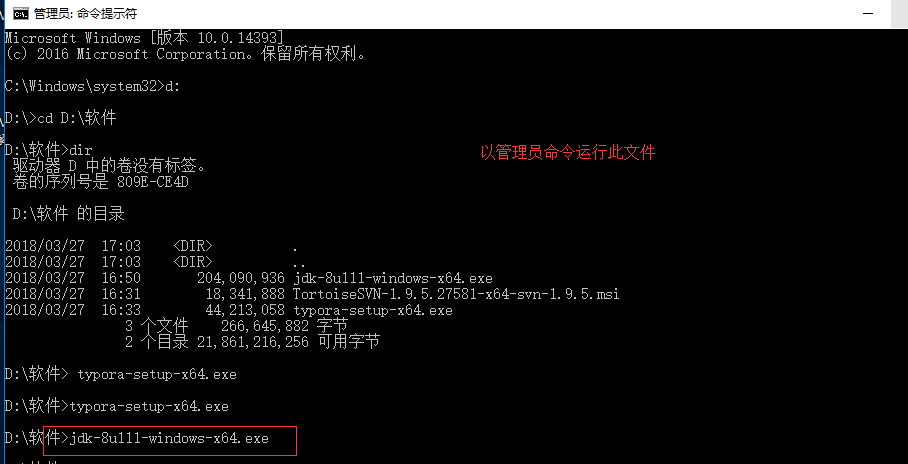 管理员: 命令提示符
Microsoft Windows [版本 10.0.14393]
(c) 2016 Microsoft Corporation。保留所有权利。
C:\Windows\system32>d:
D:\>cd D:\软件
D:\软件>dir
以管理员命令运行此文件
驱动器 D 中的卷没有标签。
卷的序列号是 809E-CE4D
D:\软件 的目录
2018/03/27  17:03    <DIR>          .
2018/03/27  17:03    <DIR>          ..
2018/03/27  16:50       204,090,936 jdk-8u111-windows-x64.exe
2018/03/27  16:31        18,341,888 TortoiseSVN-1.9.5.27581-x64-svn-1.9.5.msi
2018/03/27  16:33        44,213,058 typora-setup-x64.exe
3 个文件    266,645,882 字节
2 个目录 21,861,216,256 可用字节
D:\软件> typora-setup-x64.exe
D:\软件>typora-setup-x64.exe
D:\软件>jdk-8u111-windows-x64.exe